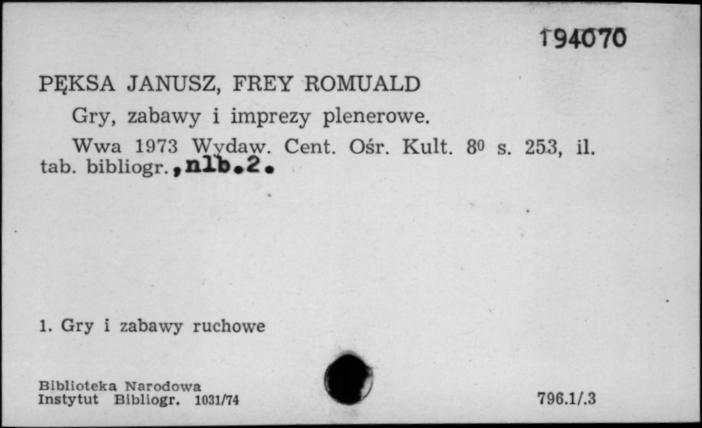 194070
PĘKSA JANUSZ, FREY ROMUALD
Gry, zabawy i imprezy plenerowe.
Wwa 1973 Wydaw. Cent. Ośr. Kult. 8⁰ s. 253, il.
tab. bibliogr., nlb.2.
1. Gry i zabawy ruchowe
Biblioteka Narodowa
Instytut Bibliogr. 1031/74
796.1/.3